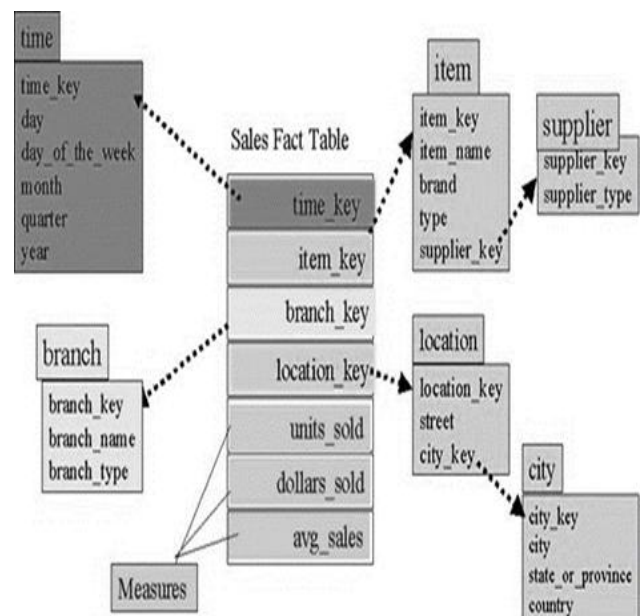 time
time_key
day
day_of_the_week
month
quarter
year
Sales Fact Table
time_key
item_key
branch_key
location_key
units_sold
dollars_sold
avg_sales
Measures
item
item_key
item_name
brand
type
supplier_key
supplier
supplier_key
supplier_type
branch
branch_key
branch_name
branch_type
location
location_key
street
city_key
city
city_key
city
state_or_province
country